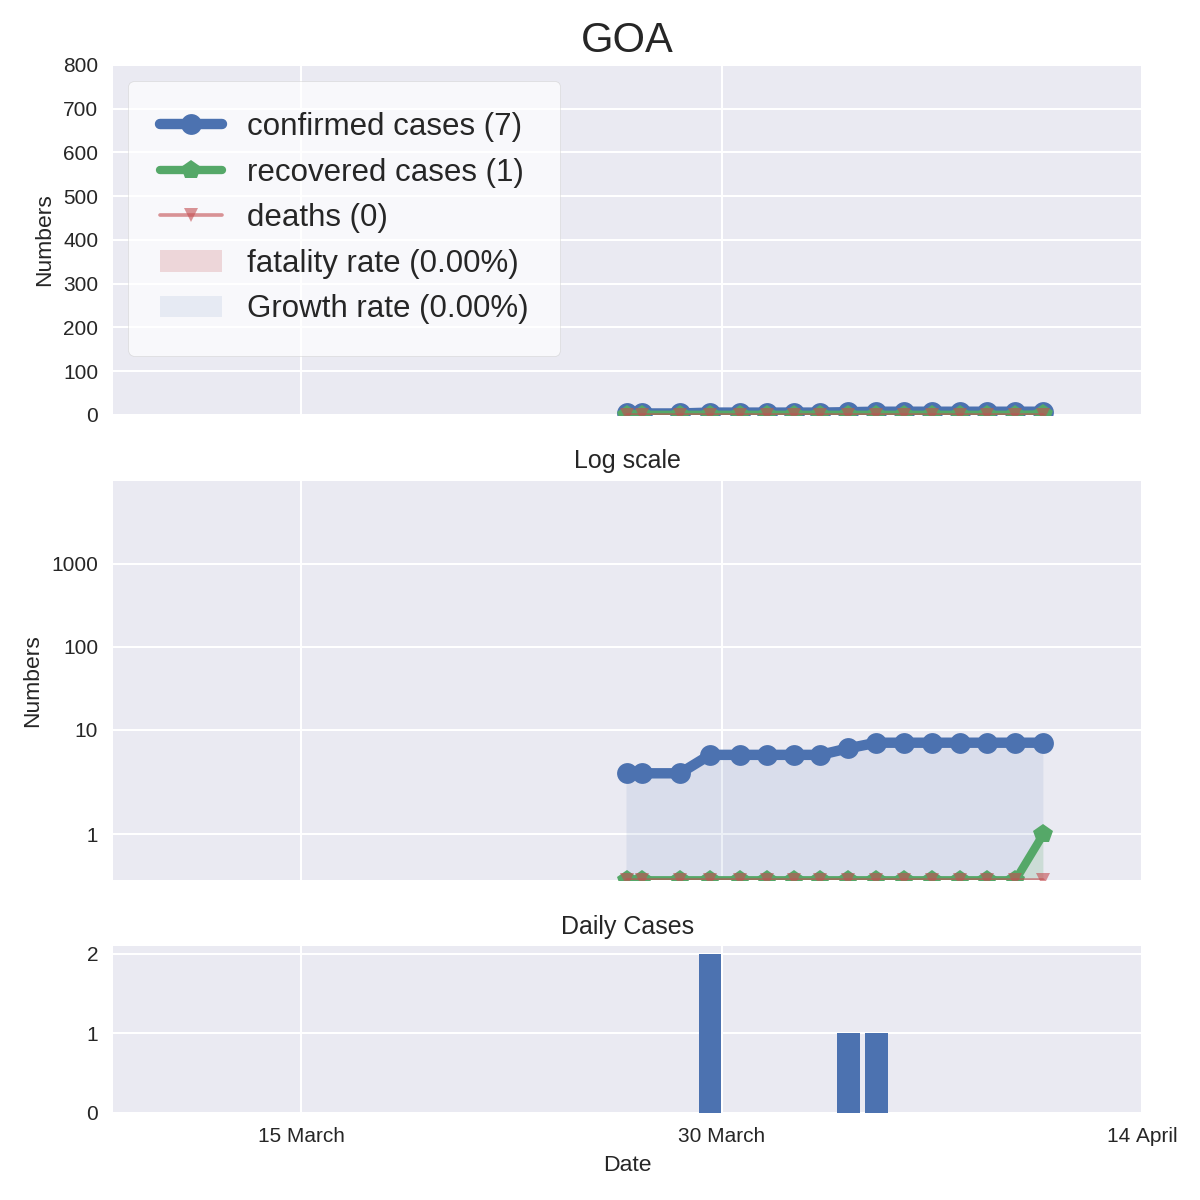 GOA
800
700
600
500
400
300
200
100
0
Numbers
confirmed cases (7)
recovered cases (1)
deaths (0)
fatality rate (0.00%)
Growth rate (0.00%)
Log scale
1000
100
10
1
Numbers
Daily Cases
2
1
0
15 March
30 March
14 April
Date